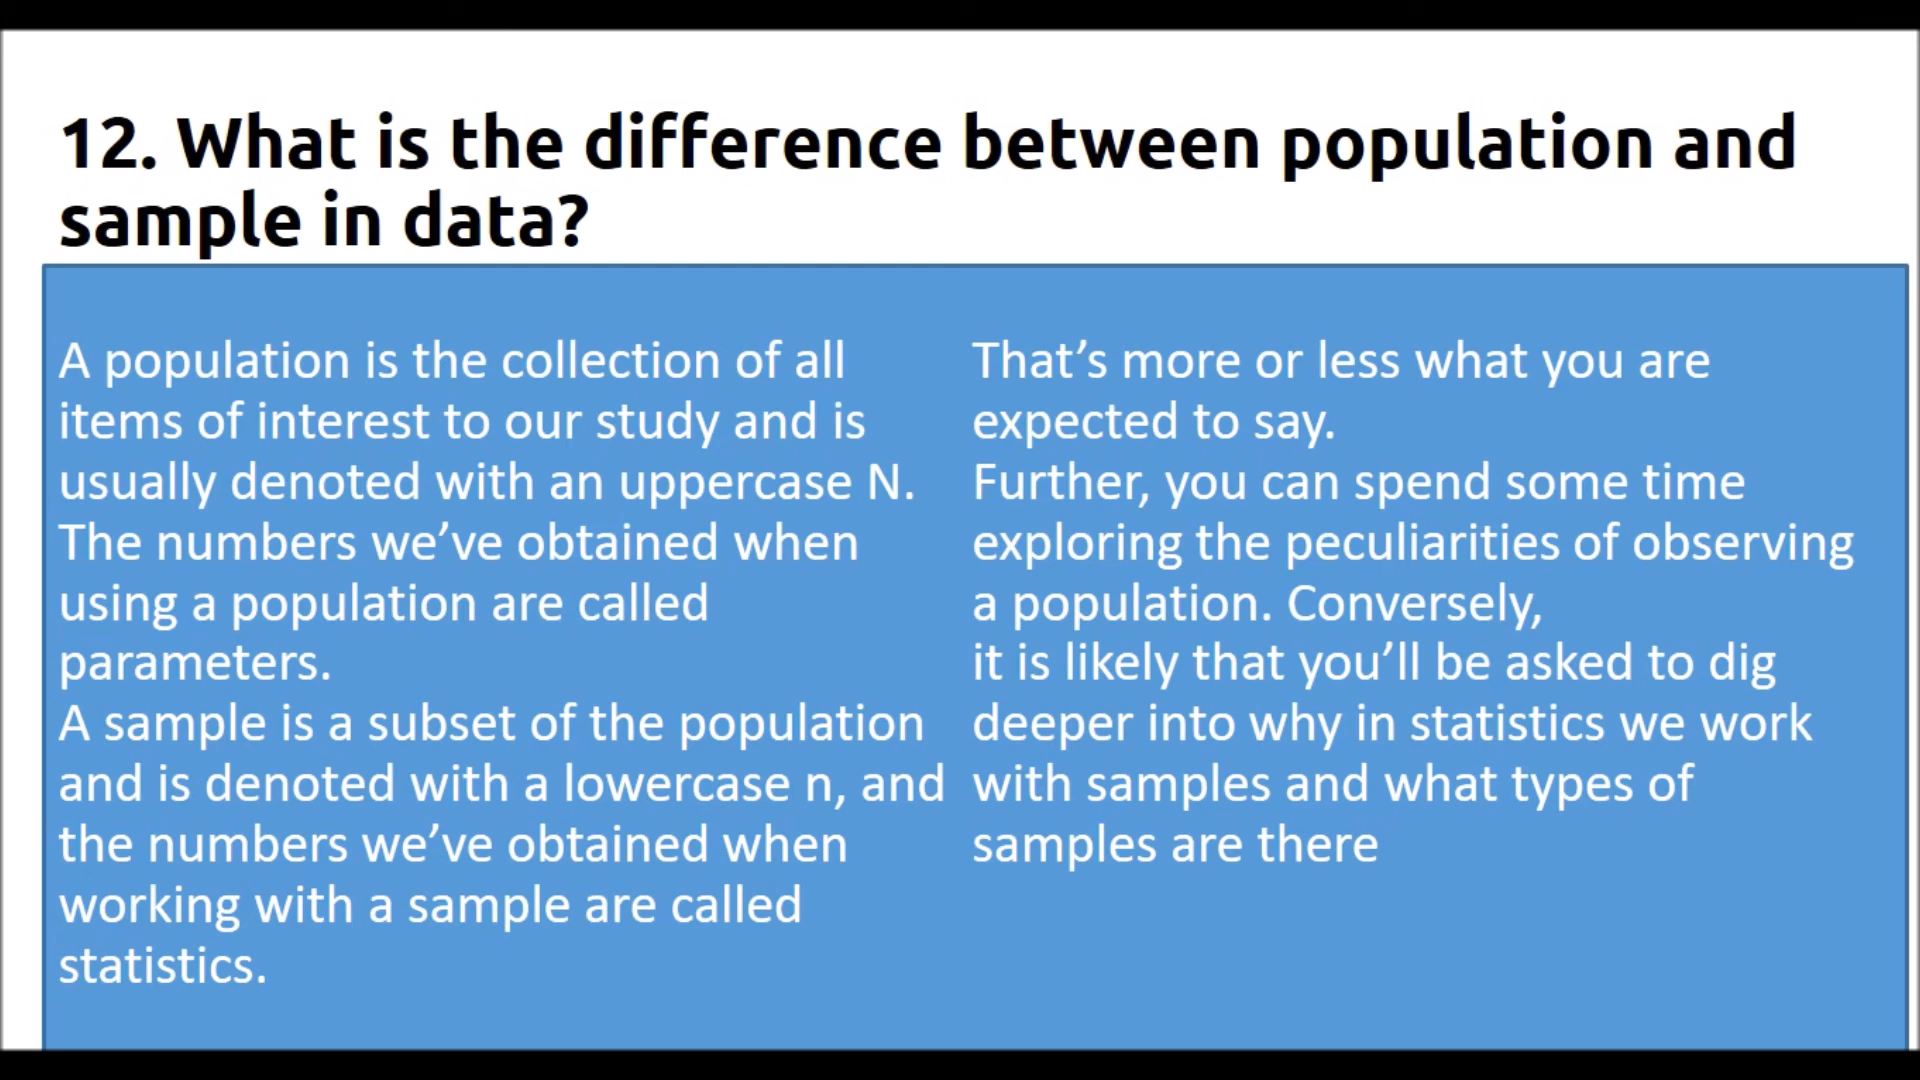 12. What is the difference between population and
sample in data?
A population is the collection of all
items of interest to our study and is
usually denoted with an uppercase N.
The numbers we’ve obtained when
using a population are called
parameters.
A sample is a subset of the population
and is denoted with a lowercase n, and
the numbers we’ve obtained when
working with a sample are called
statistics.
That’s more or less what you are
expected to say.
Further, you can spend some time
exploring the peculiarities of observing
a population. Conversely,
it is likely that you’ll be asked to dig
deeper into why in statistics we work
with samples and what types of
samples are there